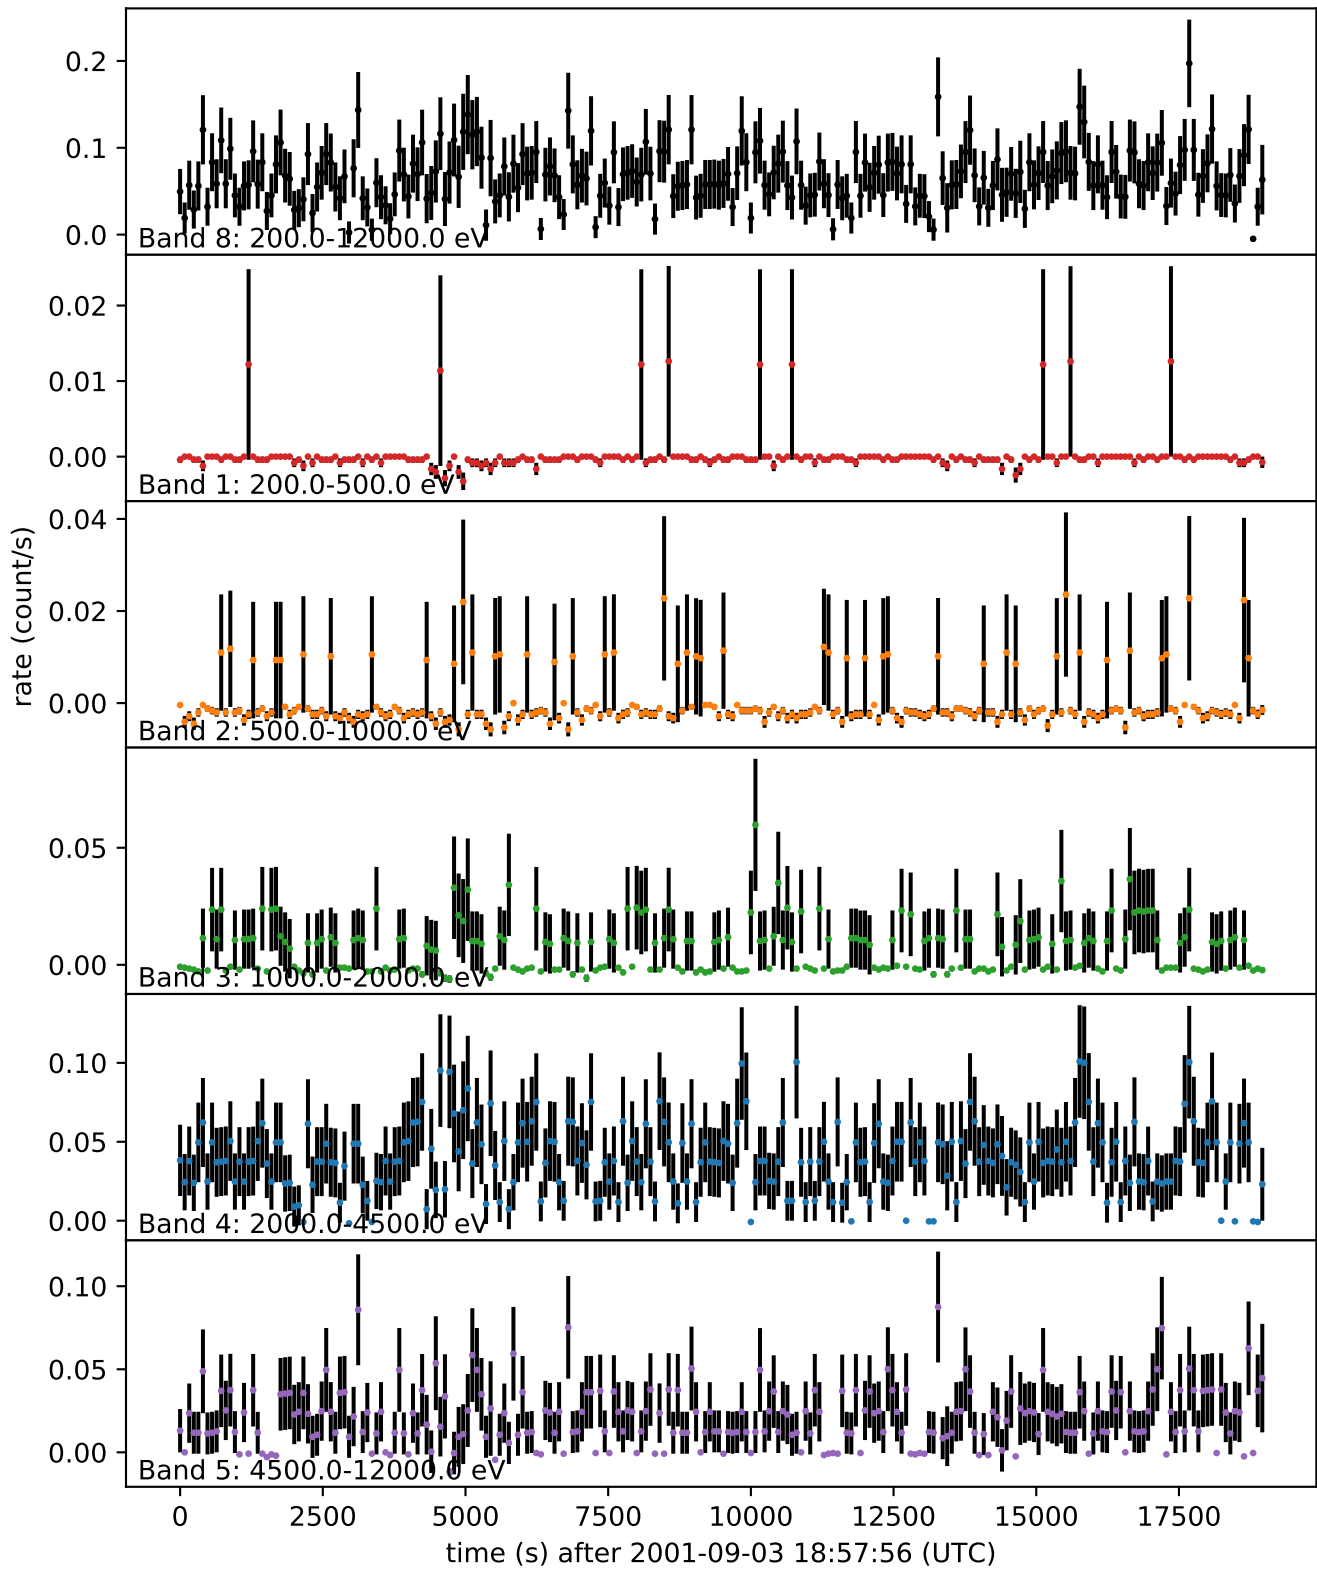 0.2
0.1
0.0
Band 8: 200.0-12000.0 eV
0.02
0.01
0.00
Band 1: 200.0-500.0 eV
0.04
0.02
0.00
Band 2: 500.0-1000.0 eV
rate (count/s)
0.05
0.00
Band 3: 1000.0-2000.0 eV
0.10
0.05
0.00
Band 4: 2000.0-4500.0 eV
0.10
0.05
0.00
Band 5: 4500.0-12000.0 eV
0 2500 5000 7500 10000 12500 15000 17500
time (s) after 2001-09-03 18:57:56 (UTC)